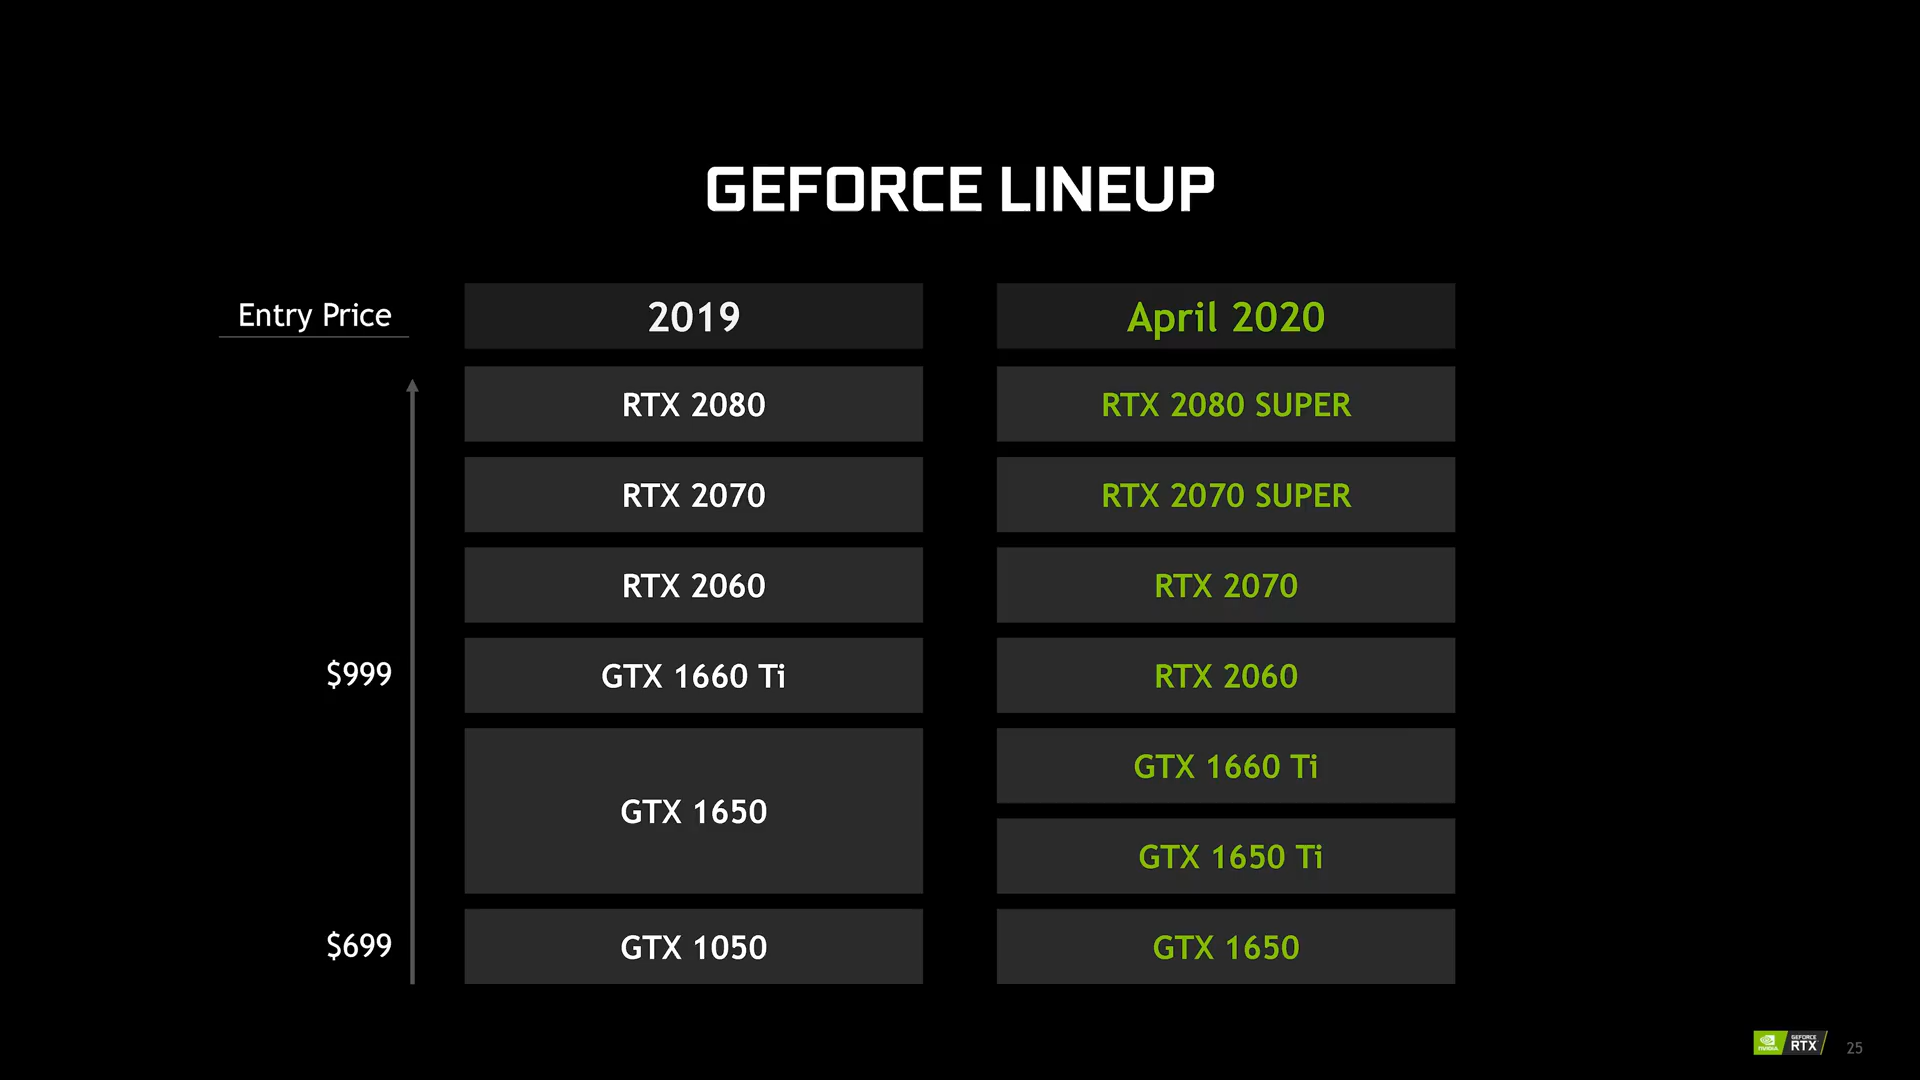 GEFORCE LINEUP
Entry Price
2019
April 2020
RTX 2080
RTX 2080 SUPER
RTX 2070
RTX 2070 SUPER
RTX 2060
RTX 2070
$999
GTX 1660 Ti
RTX 2060
GTX 1660 Ti
GTX 1650
GTX 1650 Ti
$699
GTX 1050
GTX 1650
NVIDIA
GEFORCE
RTX
25